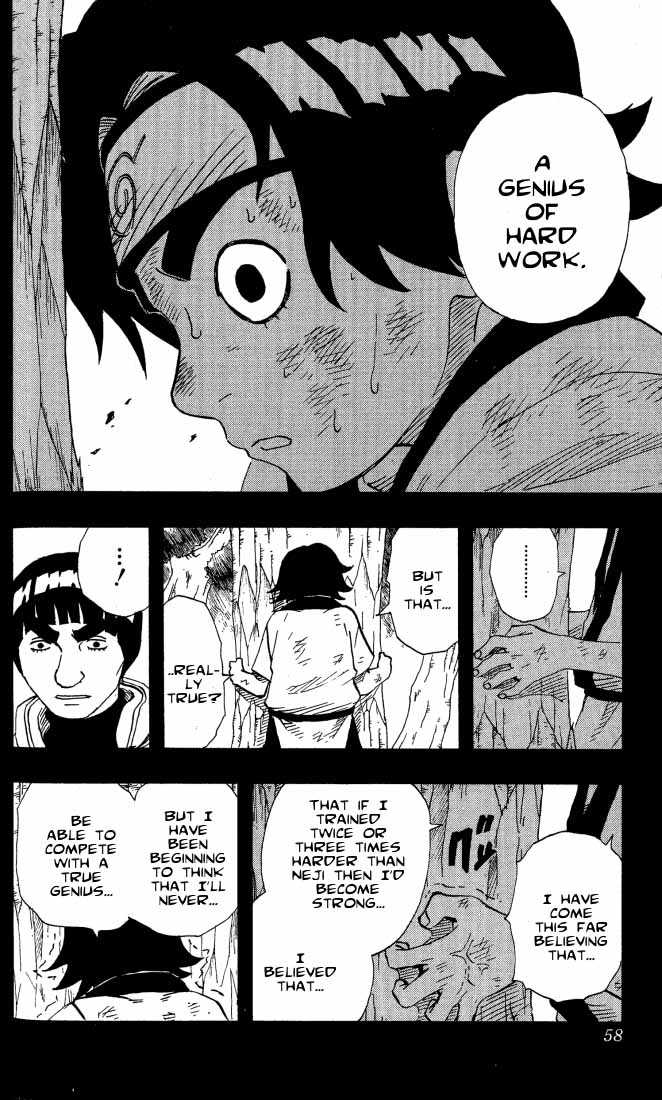 A
GENIUS
OF
HARD
WORK.
.........
BUT
IS
THAT...
..REAL-
LY
TRUE?
...!
I HAVE
COME
THIS FAR
BELIEVING
THAT...
THAT IF I
TRAINED
TWICE OR
THREE TIMES
HARDER THAN
NEJI THEN I'D
BECOME
STRONG...
I
BELIEVED
THAT...
BUT I
HAVE
BEEN
BEGINNING
TO THINK
THAT I'LL
NEVER...
BE
ABLE TO
COMPETE
WITH A
TRUE
GENIUS...
58